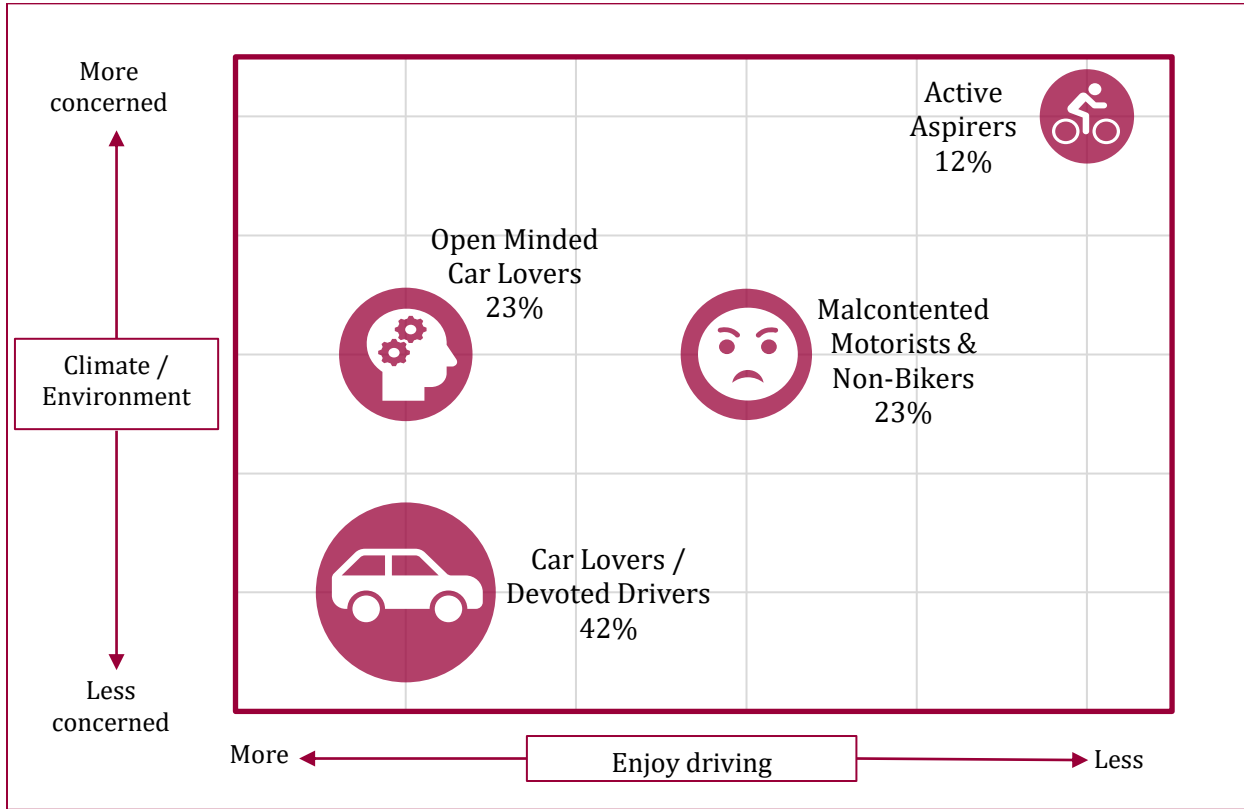 More
concerned
Active
Aspirers
12%
Open Minded
Car Lovers
23%
Malcontented
Motorists &
Non-Bikers
23%
Climate /
Environment
Car Lovers /
Devoted Drivers
42%
Less
concerned
More
Enjoy driving
Less